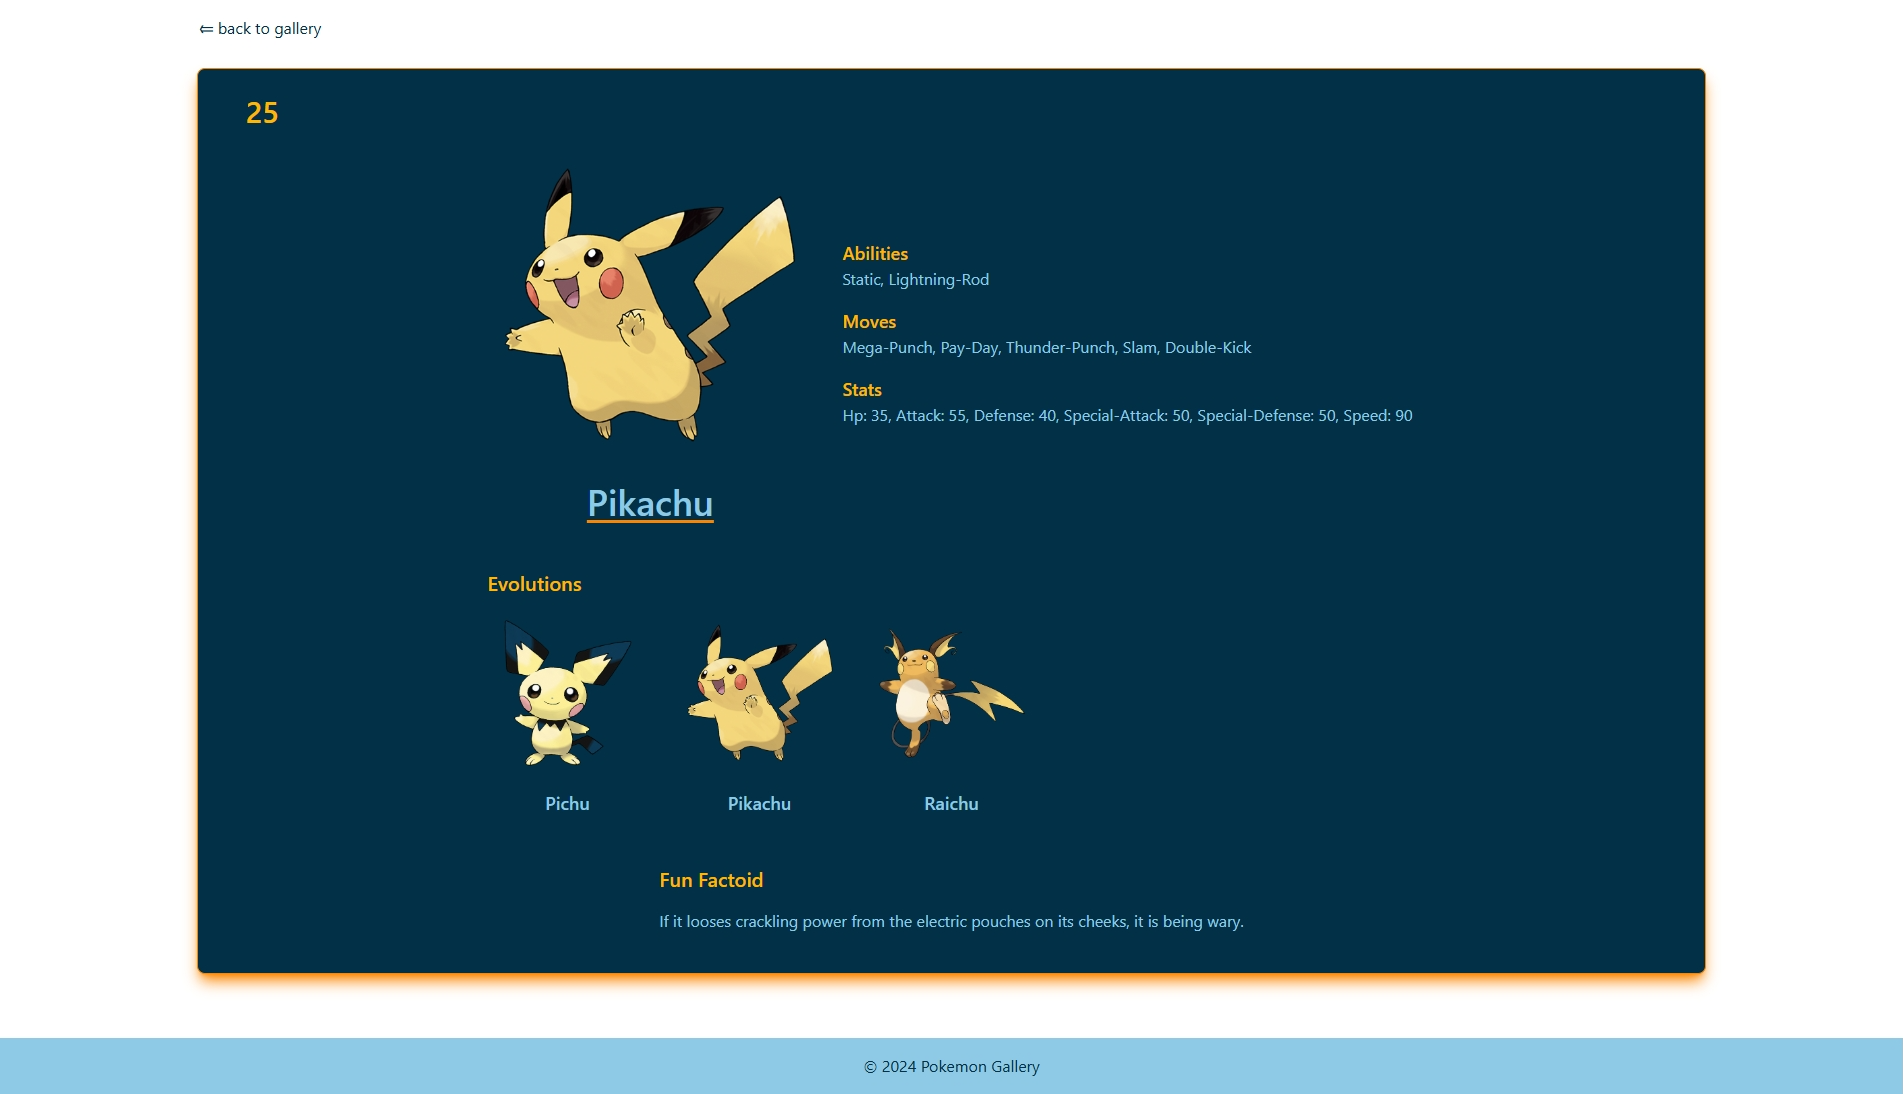 ⇐ back to gallery
25
Abilities
Static, Lightning-Rod
Moves
Mega-Punch, Pay-Day, Thunder-Punch, Slam, Double-Kick
Stats
Hp: 35, Attack: 55, Defense: 40, Special-Attack: 50, Special-Defense: 50, Speed: 90
Pikachu
Evolutions
Pichu
Pikachu
Raichu
Fun Factoid
If it looses crackling power from the electric pouches on its cheeks, it is being wary.
© 2024 Pokemon Gallery